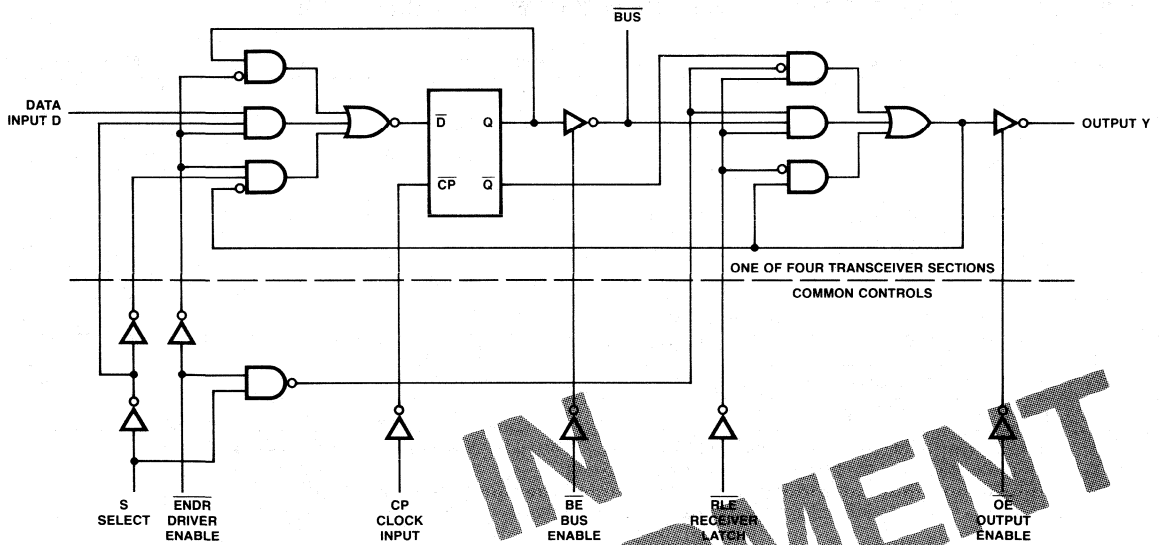 BUS
DATA
INPUT D
D
Q
CP
Q
OUTPUT Y
ONE OF FOUR TRANSCEIVER SECTIONS
COMMON CONTROLS
S
SELECT
ENDR
DRIVER
ENABLE
CP
CLOCK
INPUT
BE
BUS
ENABLE
RLE
RECEIVER
LATCH
OE
OUTPUT
ENABLE
IN